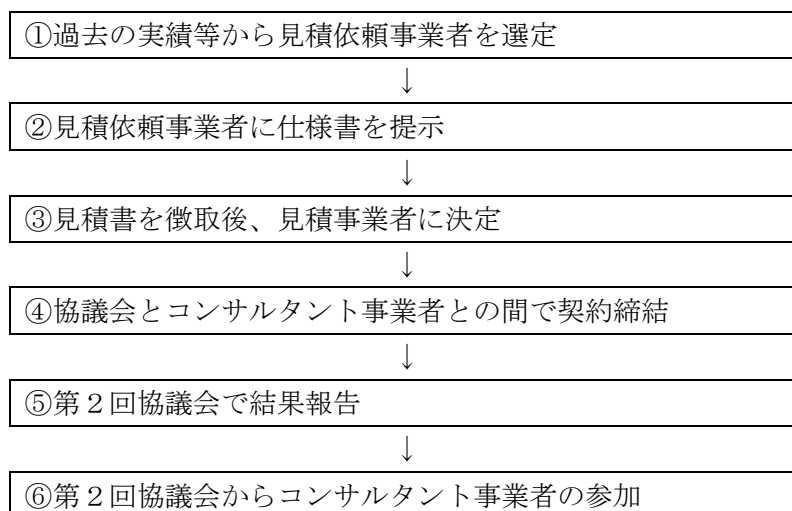 ①過去の実績等から見積依頼事業者を選定
↓
②見積依頼事業者に仕様書を提示
↓
③見積書を徴取後、見積事業者に決定
↓
④協議会とコンサルタント事業者との間で契約締結
↓
⑤第２回協議会で結果報告
↓
⑥第２回協議会からコンサルタント事業者の参加